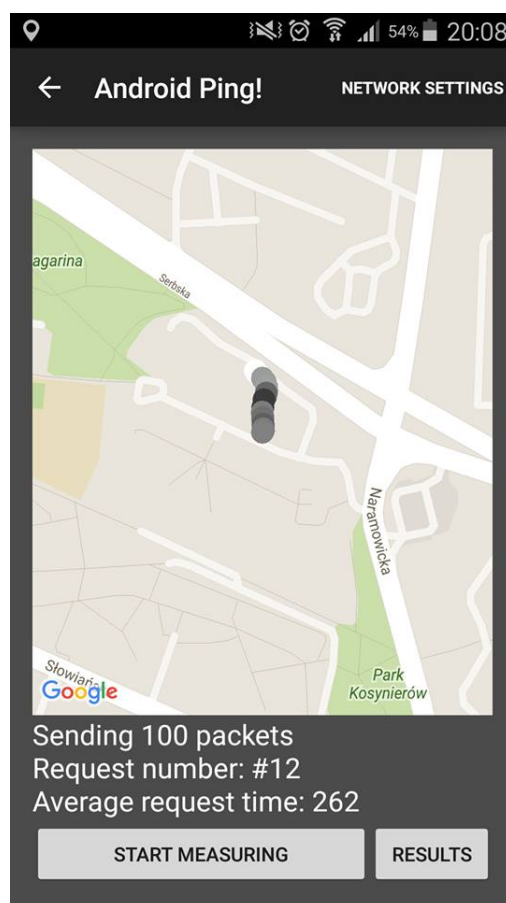 54% 20:08
Android Ping!
NETWORK SETTINGS
agarina
Serbska
Naramowicka
Park
Kosynierów
Słowiańs
Google
Sending 100 packets
Request number: #12
Average request time: 262
START MEASURING
RESULTS